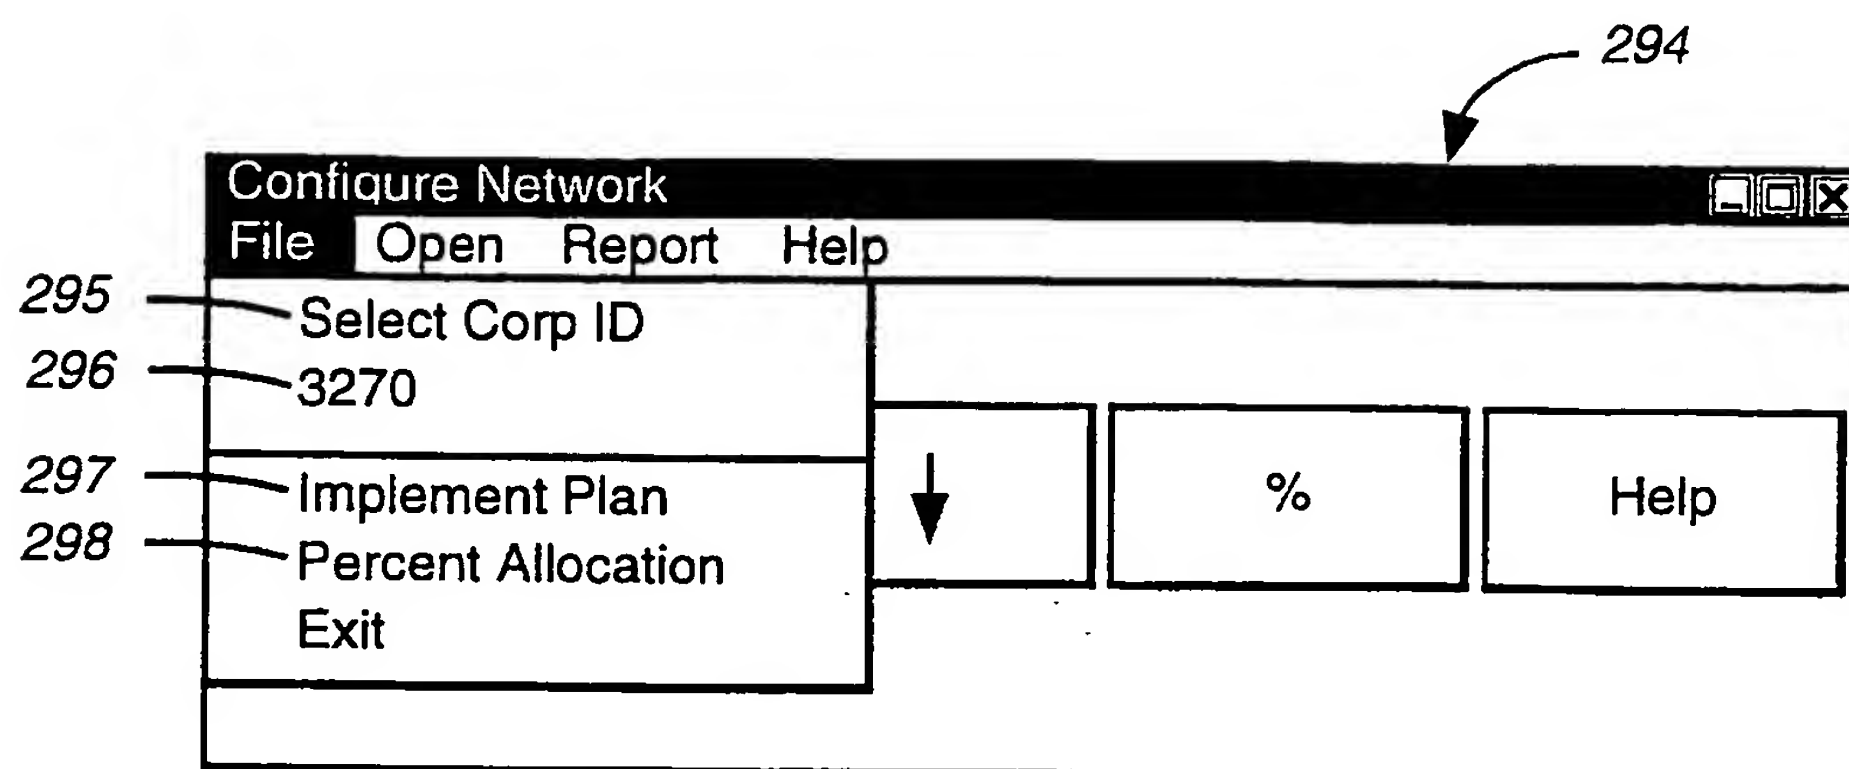 294
Configure Network
File Open Report Help
295 Select Corp ID
296 3270
297 Implement Plan
298 Percent Allocation
Exit
% Help